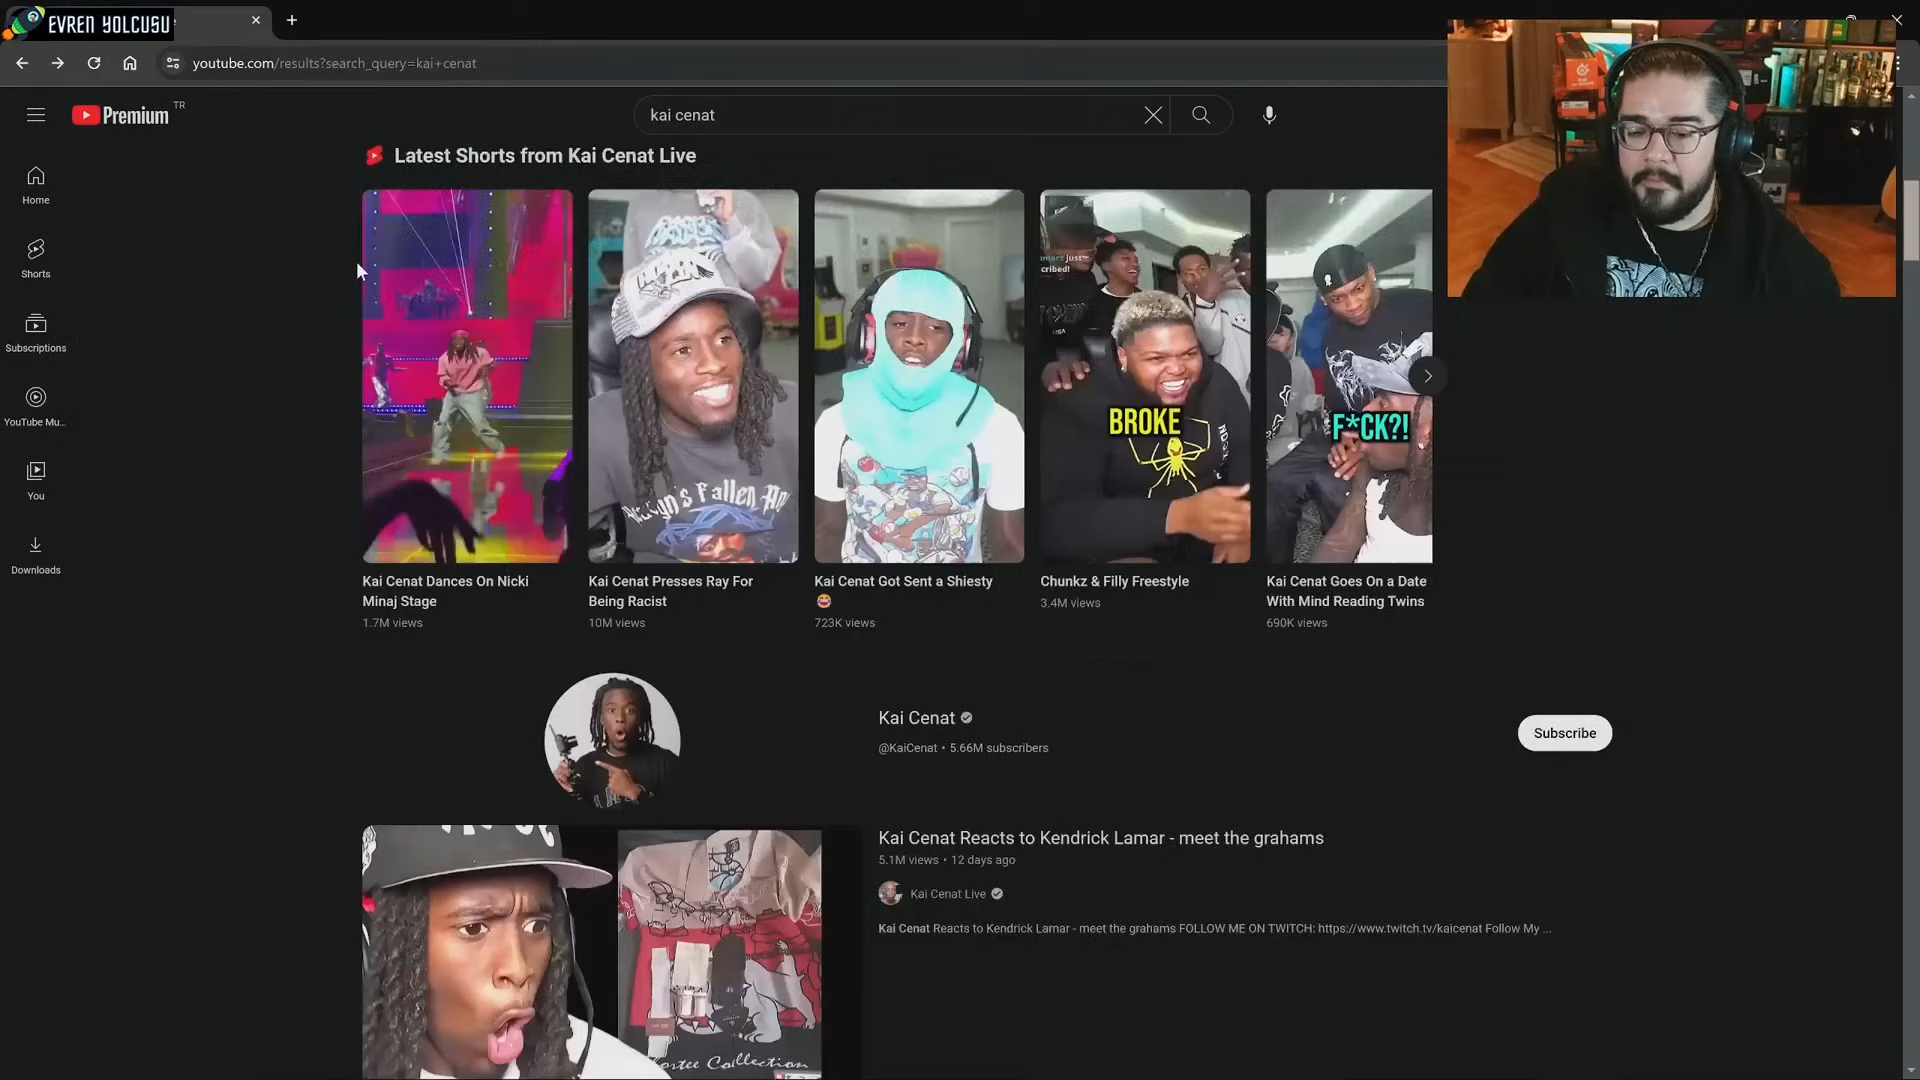 EVREN YOLCUSU
youtube.com/results?search_query=kai+cenat
Premium
TR
kai cenat
Home
Shorts
Subscriptions
YouTube Mu...
You
Downloads
Latest Shorts from Kai Cenat Live
BROKE
F*CK?!
Kai Cenat Dances On Nicki
Minaj Stage
1.7M views
Kai Cenat Presses Ray For
Being Racist
10M views
Kai Cenat Got Sent a Shiesty
723K views
Chunkz & Filly Freestyle
3.4M views
Kai Cenat Goes On a Date
With Mind Reading Twins
690K views
Kai Cenat
@KaiCenat • 5.66M subscribers
Subscribe
Kai Cenat Reacts to Kendrick Lamar - meet the grahams
5.1M views • 12 days ago
Kai Cenat Live
Kai Cenat Reacts to Kendrick Lamar - meet the grahams FOLLOW ME ON TWITCH: https://www.twitch.tv/kaicenat Follow My ...
Collection